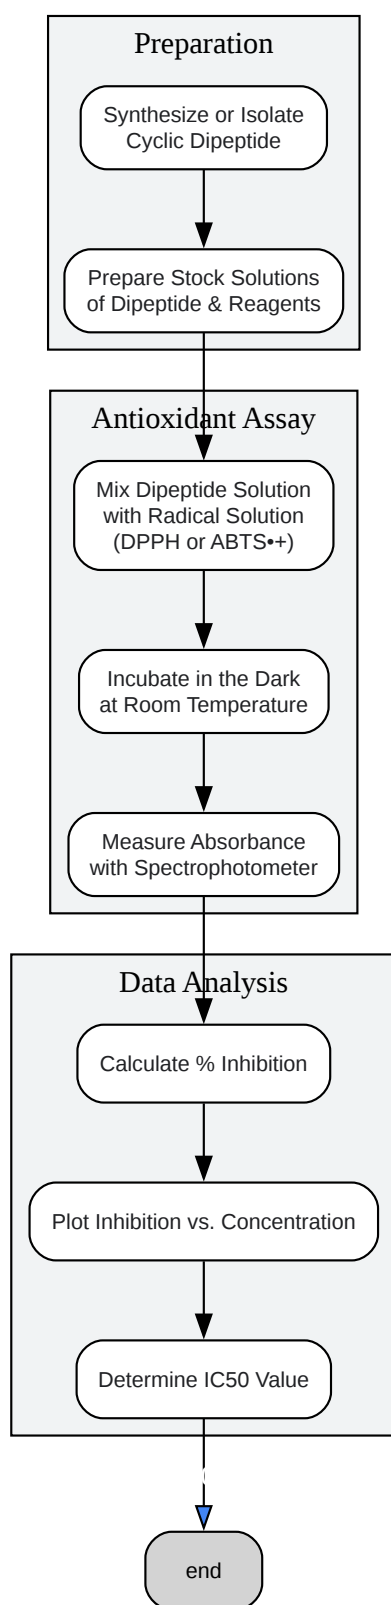 Preparation
Synthesize or Isolate
Cyclic Dipeptide
Prepare Stock Solutions
of Dipeptide & Reagents
Antioxidant Assay
Mix Dipeptide Solution
with Radical Solution
(DPPH or ABTS•+)
Incubate in the Dark
at Room Temperature
Measure Absorbance
with Spectrophotometer
Data Analysis
Calculate % Inhibition
Plot Inhibition vs. Concentration
Determine IC50 Value
end